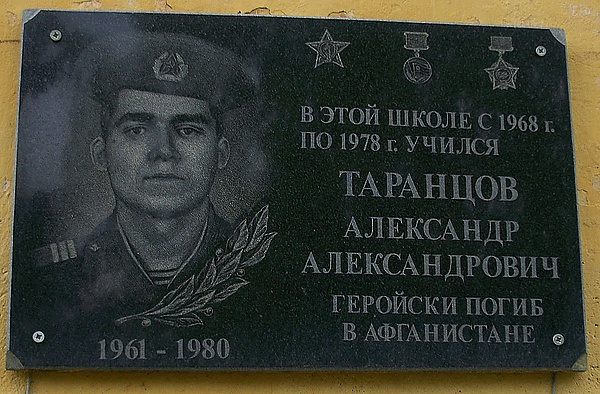 В ЭТОЙ ШКОЛЕ С 1968 г.
ПО 1978 г. УЧИЛСЯ
ТАРАНЦОВ
АЛЕКСАНДР
АЛЕКСАНДРОВИЧ
ГЕРОЙСКИ ПОГИБ
В АФГАНИСТАНЕ
1961 - 1980